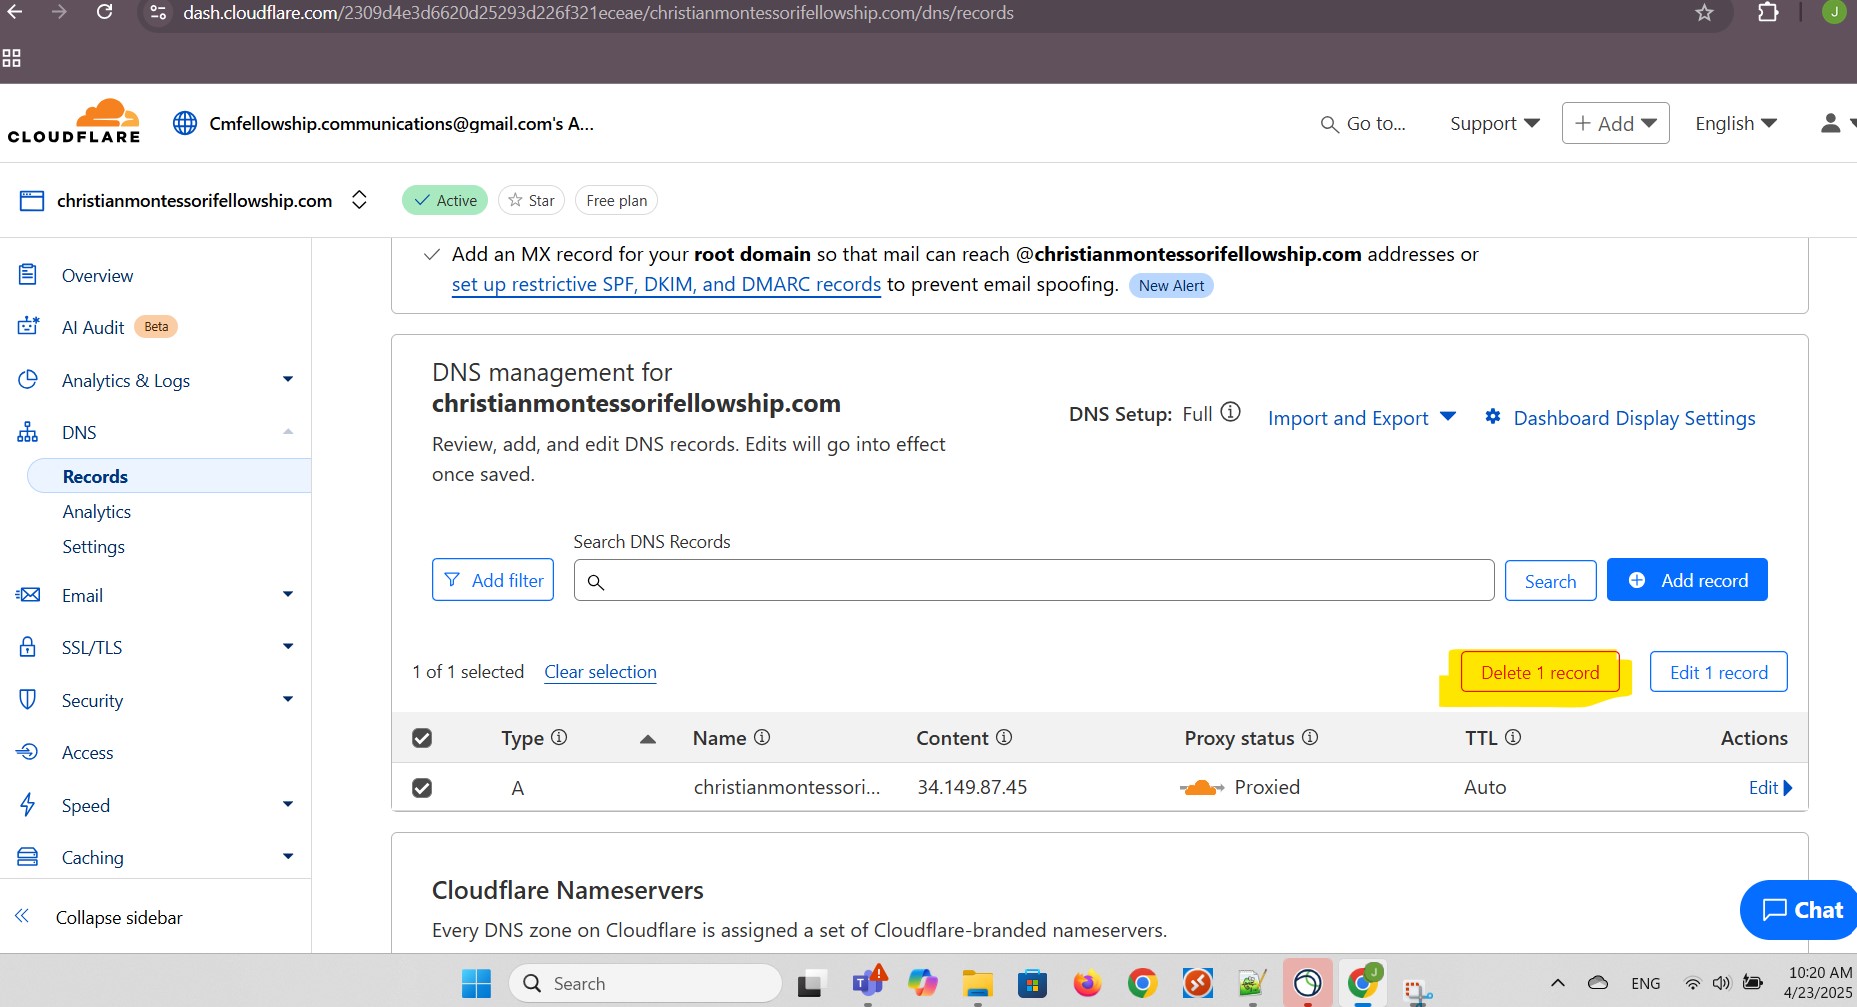 dash.cloudflare.com/2309d4e3d6620d25293d226f321eceae/christianmontessorifellowship.com/dns/records
J
CLOUDFLARE
Cmfellowship.communications@gmail.com's A...
Go to...
Support
+ Add
English
christianmontessorifellowship.com
Active
Star
Free plan
Overview
AI Audit Beta
Analytics & Logs
DNS
Records
Analytics
Settings
Email
SSL/TLS
Security
Access
Speed
Caching
Collapse sidebar
Add an MX record for your root domain so that mail can reach @christianmontessorifellowship.com addresses or
set up restrictive SPF, DKIM, and DMARC records to prevent email spoofing. New Alert
DNS management for
christianmontessorifellowship.com
Review, add, and edit DNS records. Edits will go into effect
once saved.
DNS Setup: Full
Import and Export
Dashboard Display Settings
Search DNS Records
Add filter
Search
Add record
1 of 1 selected Clear selection
Delete 1 record
Edit 1 record
Type Name Content Proxy status TTL Actions
A christianmontessori... 34.149.87.45 Proxied Auto Edit
Cloudflare Nameservers
Every DNS zone on Cloudflare is assigned a set of Cloudflare-branded nameservers.
Chat
Search
J
ENG
10:20 AM
4/23/2025